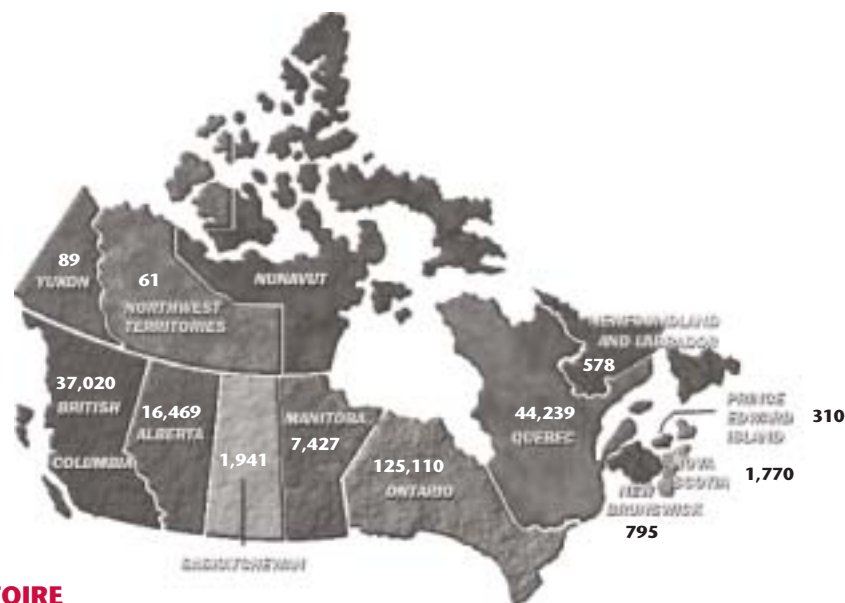 89
YUKON
61
NORTHWEST
TERRITORIES
NUNAVUT
NEWFOUNDLAND
AND LABRADOR
578
37,020
BRITISH
COLUMBIA
16,469
ALBERTA
1,941
SASKATCHEWAN
MANITOBA
7,427
125,110
ONTARIO
44,239
QUEBEC
PRINCE
EDWARD
ISLAND
310
NOVA
SCOTIA
1,770
NEW
BRUNSWICK
795
TOIRE